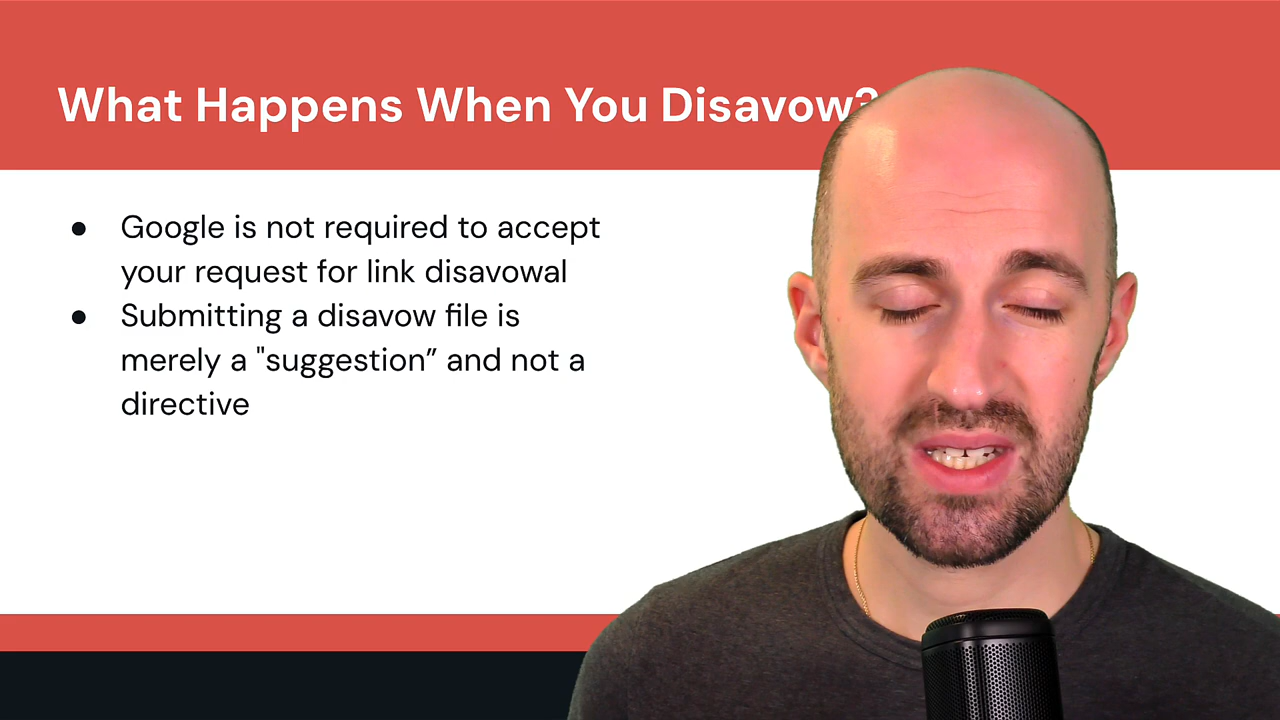 What Happens When You Disavow?
● Google is not required to accept
your request for link disavowal
● Submitting a disavow file is
merely a "suggestion” and not a
directive